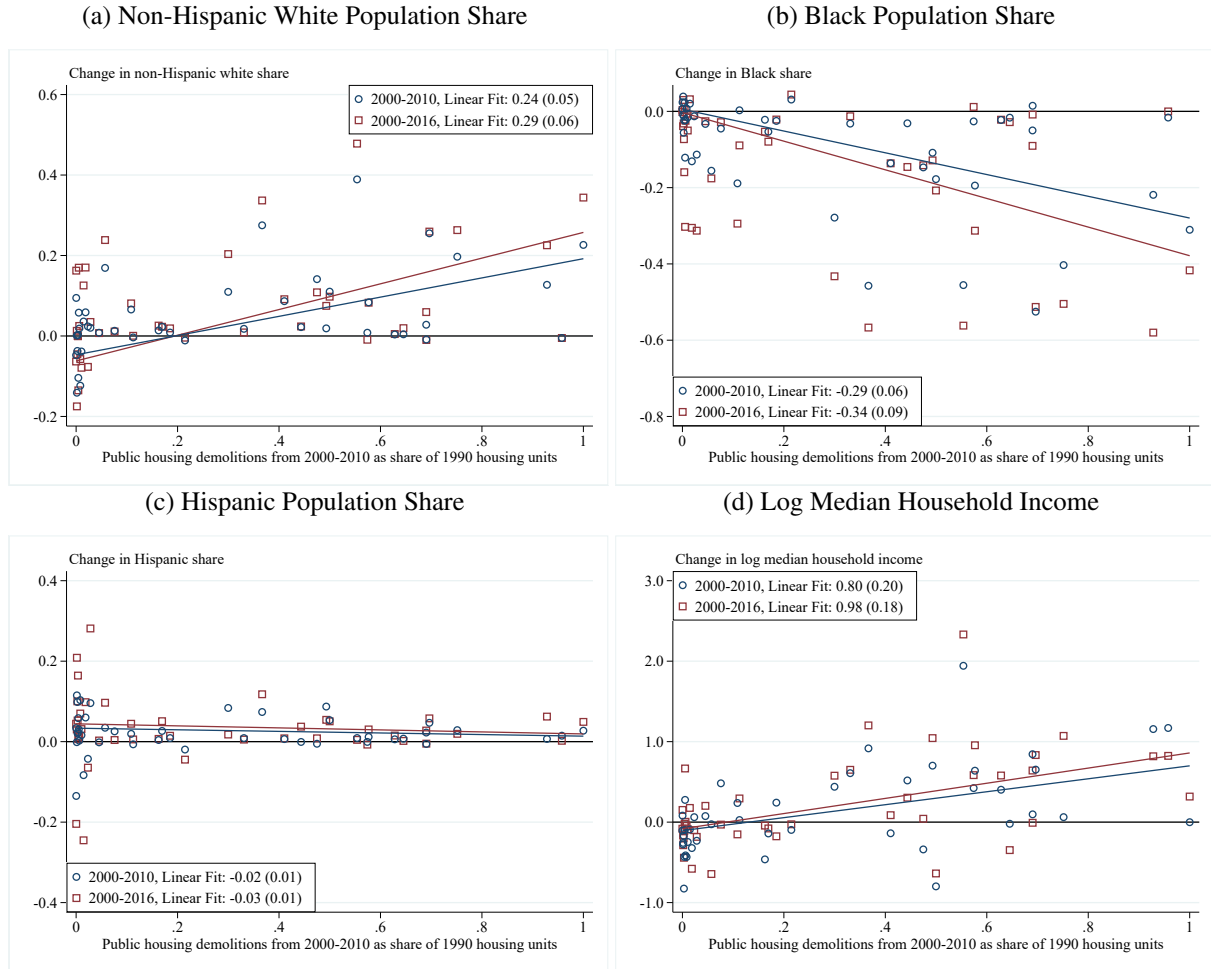 (a) Non-Hispanic White Population Share
Change in non-Hispanic white share
2000-2010, Linear Fit: 0.24 (0.05)
2000-2016, Linear Fit: 0.29 (0.06)
0.6
0.4
0.2
0.0
-0.2
0 .2 .4 .6 .8 1
Public housing demolitions from 2000-2010 as share of 1990 housing units
(b) Black Population Share
Change in Black share
0.0
-0.2
-0.4
-0.6
-0.8
2000-2010, Linear Fit: -0.29 (0.06)
2000-2016, Linear Fit: -0.34 (0.09)
0 .2 .4 .6 .8 1
Public housing demolitions from 2000-2010 as share of 1990 housing units
(c) Hispanic Population Share
Change in Hispanic share
0.4
0.2
0.0
-0.2
-0.4
2000-2010, Linear Fit: -0.02 (0.01)
2000-2016, Linear Fit: -0.03 (0.01)
0 .2 .4 .6 .8 1
Public housing demolitions from 2000-2010 as share of 1990 housing units
(d) Log Median Household Income
Change in log median household income
2000-2010, Linear Fit: 0.80 (0.20)
2000-2016, Linear Fit: 0.98 (0.18)
3.0
2.0
1.0
0.0
-1.0
0 .2 .4 .6 .8 1
Public housing demolitions from 2000-2010 as share of 1990 housing units